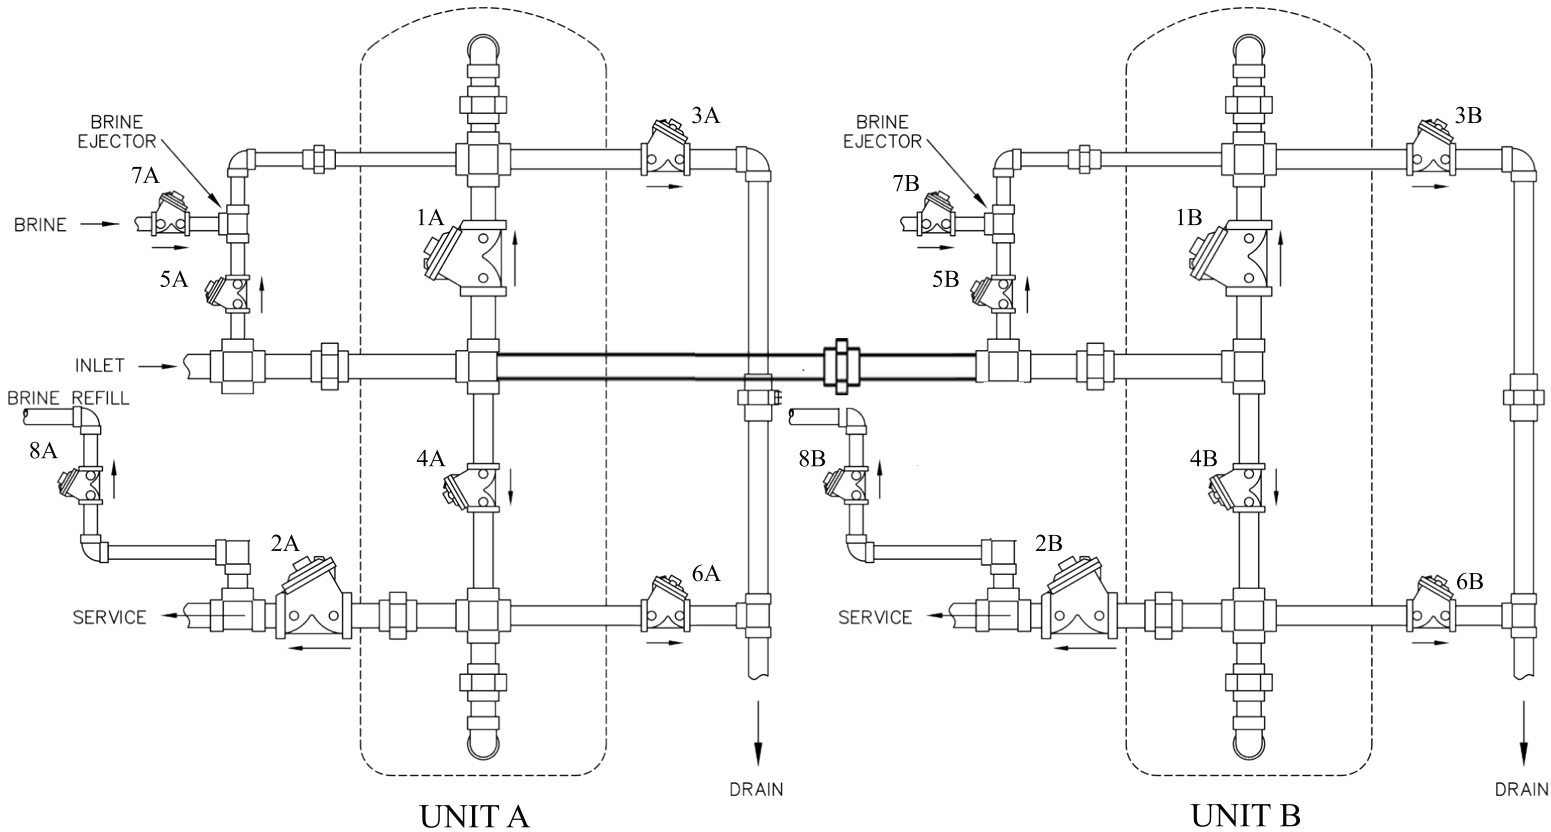 3A
3B
BRINE
EJECTOR
BRINE
EJECTOR
7A
7B
1A
1B
BRINE
5A
5B
INLET
BRINE REFILL
8A
4A
8B
4B
2A
2B
6A
6B
SERVICE
SERVICE
DRAIN
DRAIN
UNIT A
UNIT B